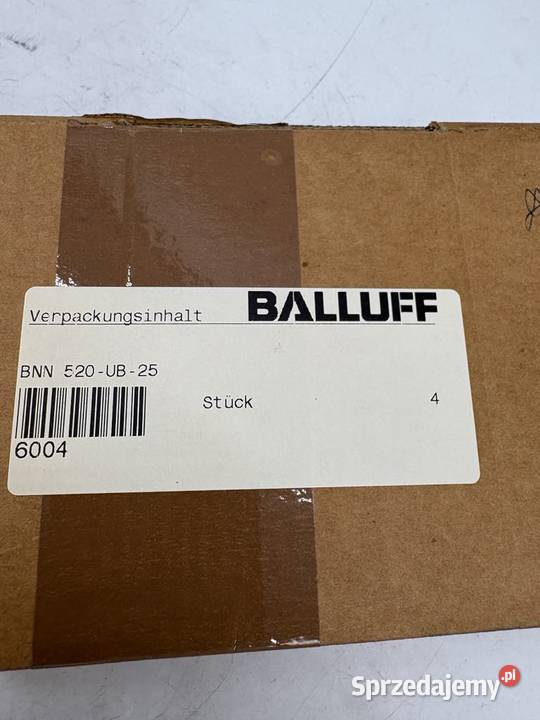 Verpackungsinhalt BALLUFF
BNN 520-UB-25
Stück 4
6004
Sprzedajemy.pl